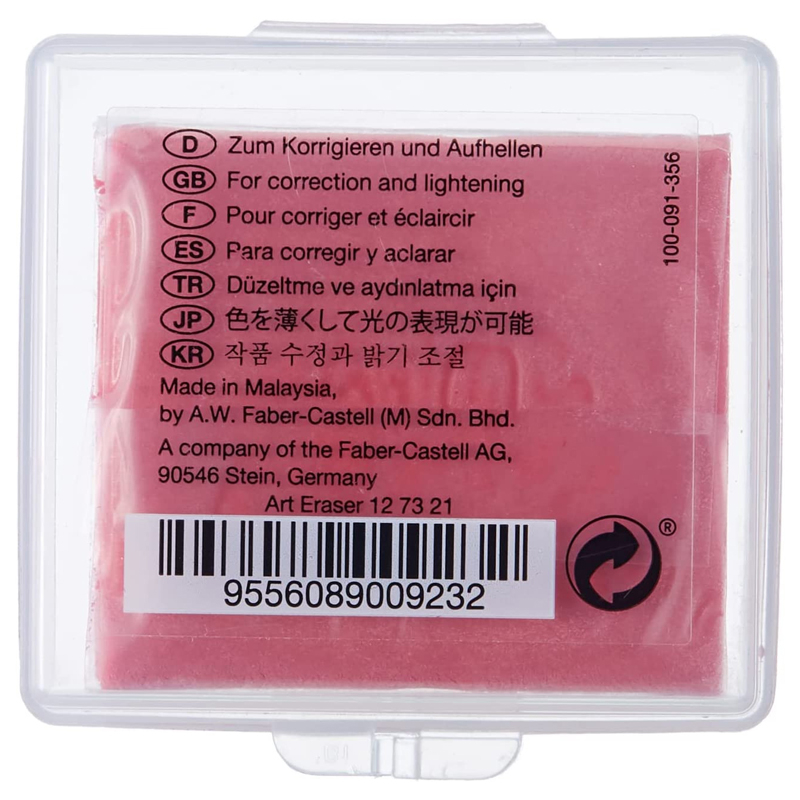 D Zum Korrigieren und Aufhellen
GB For correction and lightening
F Pour corriger et éclaircir
ES Para corregir y aclarar
TR Düzeltme ve aydınlatma için
JP 色を薄くして光の表現が可能
KR 작품 수정과 밝기 조절
Made in Malaysia,
by A.W. Faber-Castell (M) Sdn. Bhd.
A company of the Faber-Castell AG,
90546 Stein, Germany
Art Eraser 12 73 21
9556089009232
®
100-091-356